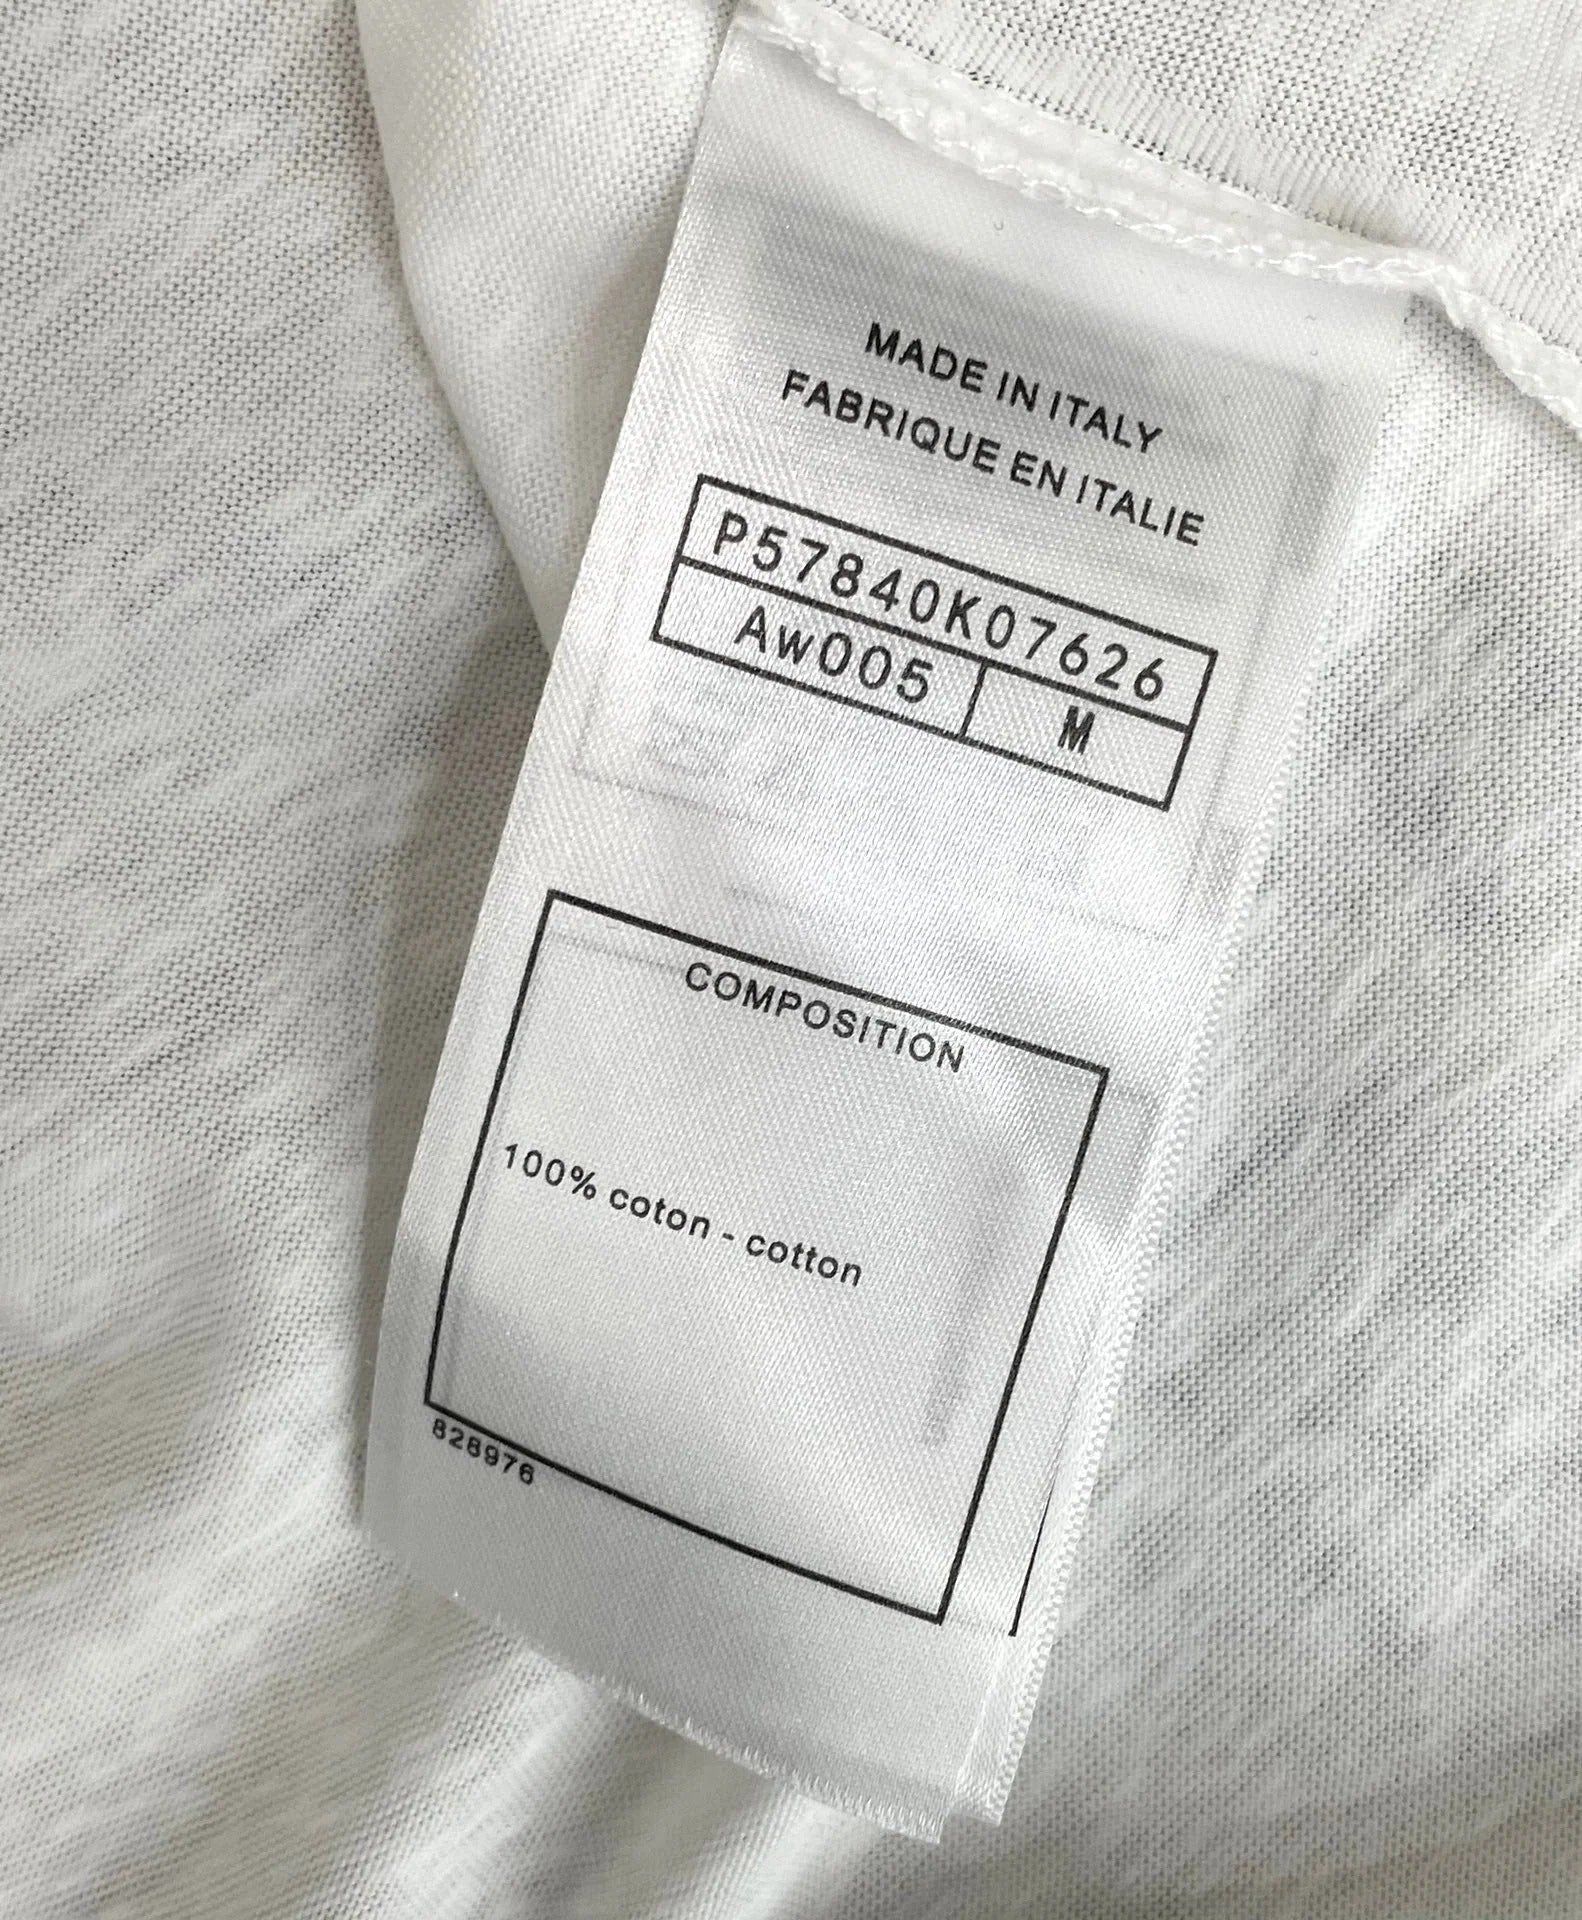 MADE IN ITALY
FABRIQUE EN ITALIE
P57840K07626
Aw005 M
COMPOSITION
100% coton - cotton
828976